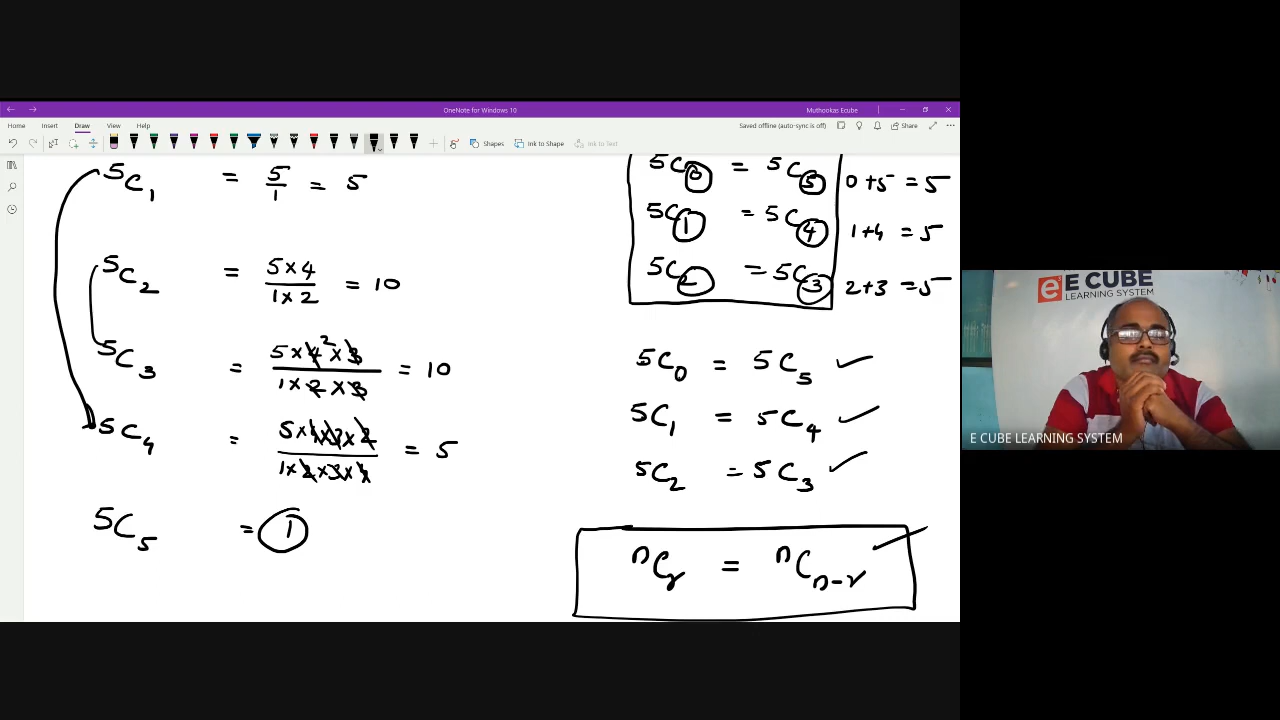 OneNote for Windows 10
Muthookas Ecube
Home Insert Draw View Help
Saved offline (auto-sync is off)
Share
Shapes
Ink to Shape
Ink to Text
5C1 = 5/1 = 5
5C2 = 5×4/1×2 = 10
5C3 = 5×4²×3/1×2×3 = 10
5C4 = 5×4×3×2/1×2×3×4 = 5
5C5 = 1
5C0 = 5C5 0+5=5
5C1 = 5C4 1+4=5
5C2 = 5C3 2+3=5
5C0 = 5C5 ✓
5C1 = 5C4 ✓
5C2 = 5C3 ✓
nCr = nCn-r ✓
e E CUBE
LEARNING SYSTEM
E CUBE LEARNING SYSTEM